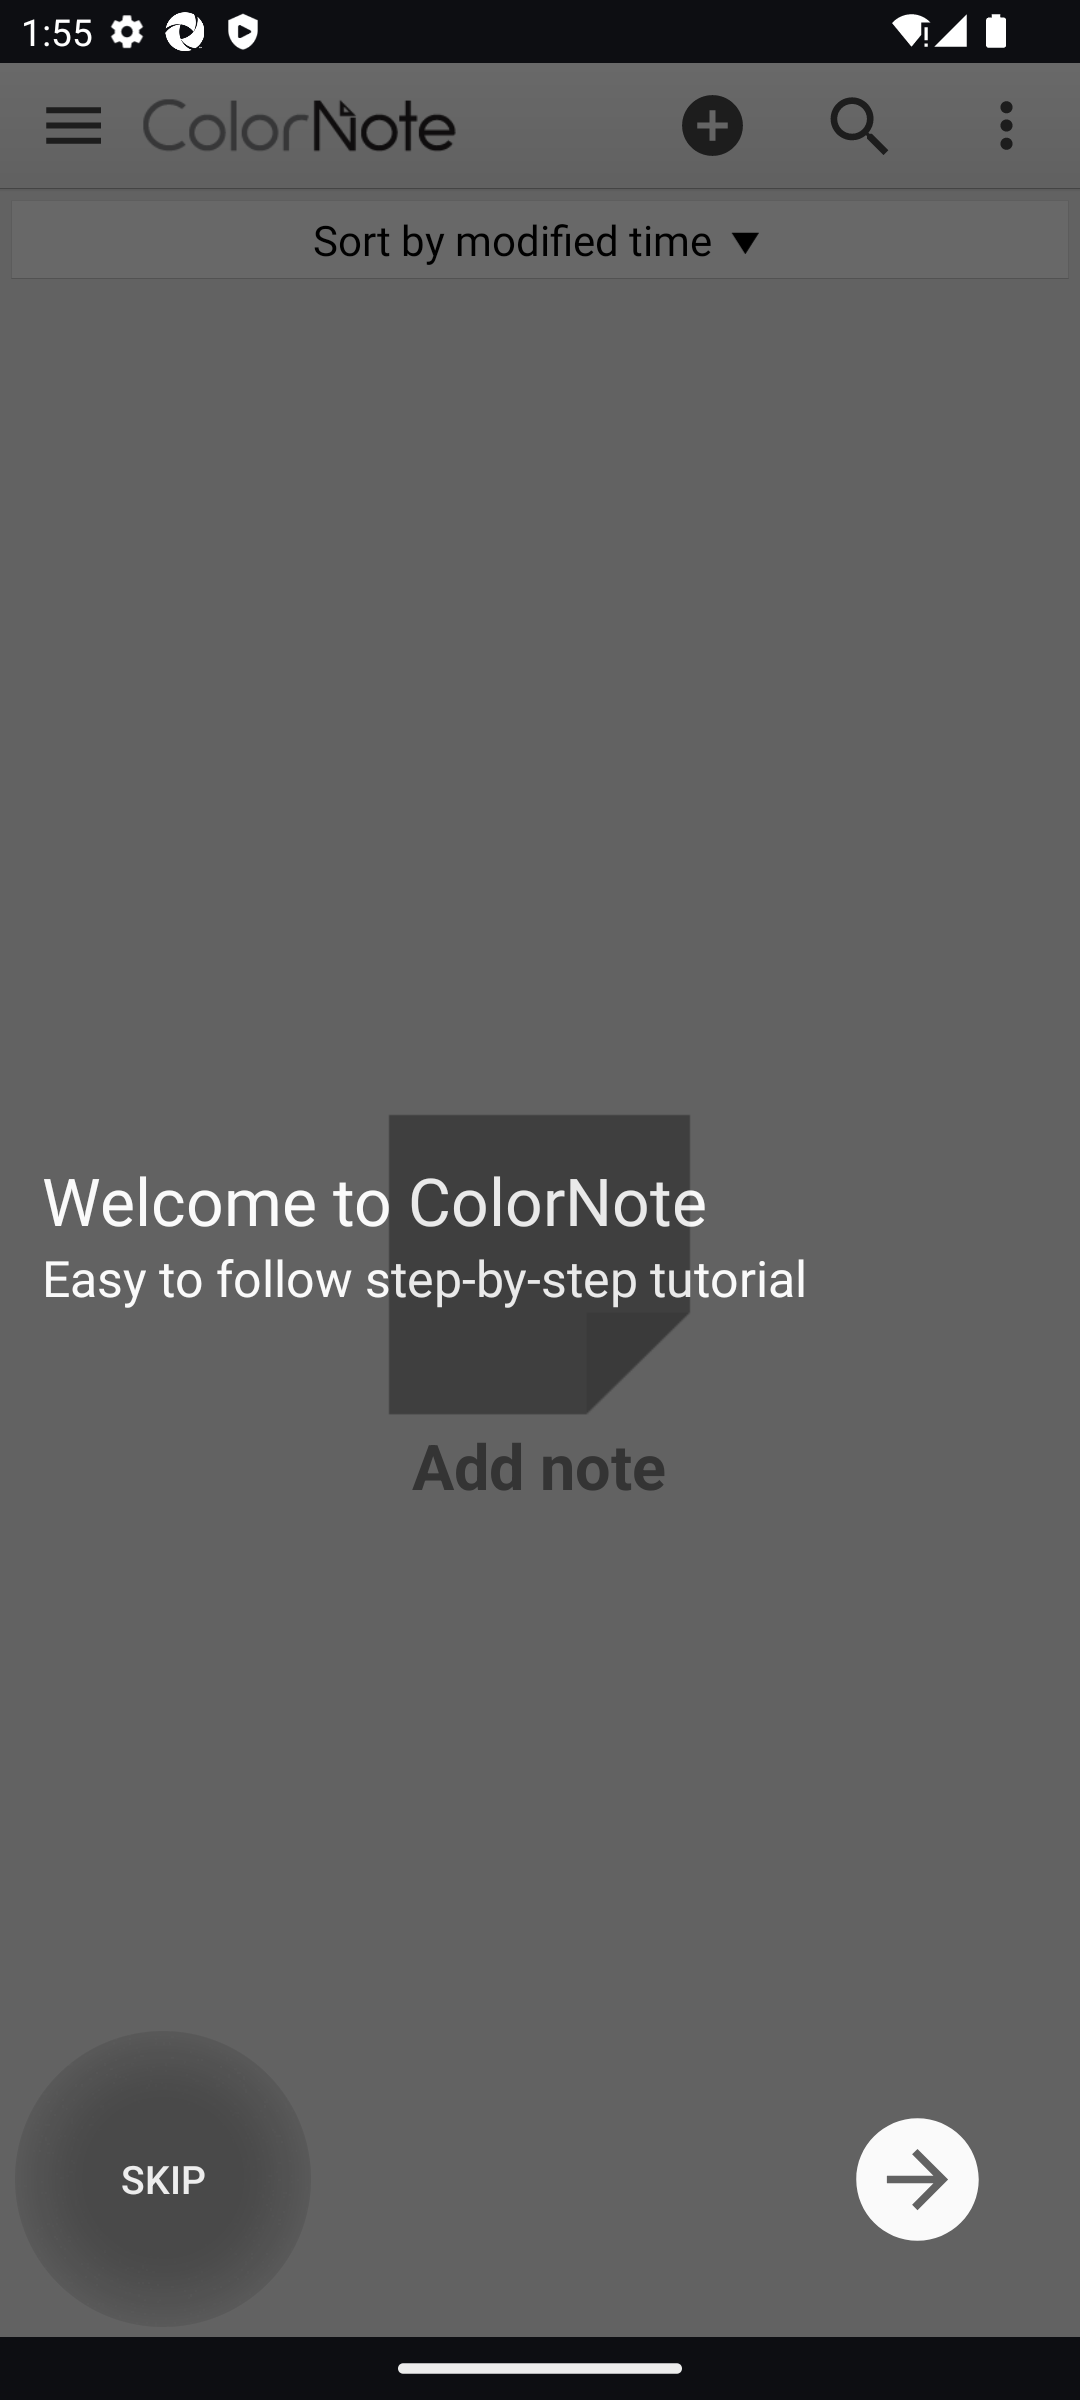 1:55
ColorNote
Sort by modified time ▼
Welcome to ColorNote
Easy to follow step-by-step tutorial
Add note
SKIP